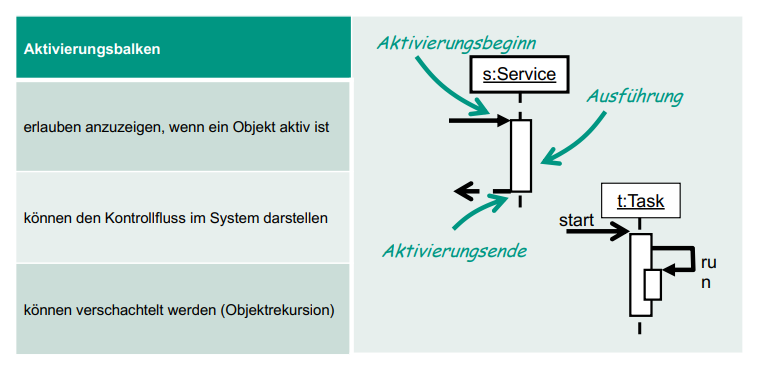 Aktivierungsbalken
erlauben anzuzeigen, wenn ein Objekt aktiv ist
können den Kontrollfluss im System darstellen
können verschachtelt werden (Objektrekursion)
Aktivierungsbeginn
s:Service
Ausführung
Aktivierungsende
t:Task
start
ru
n